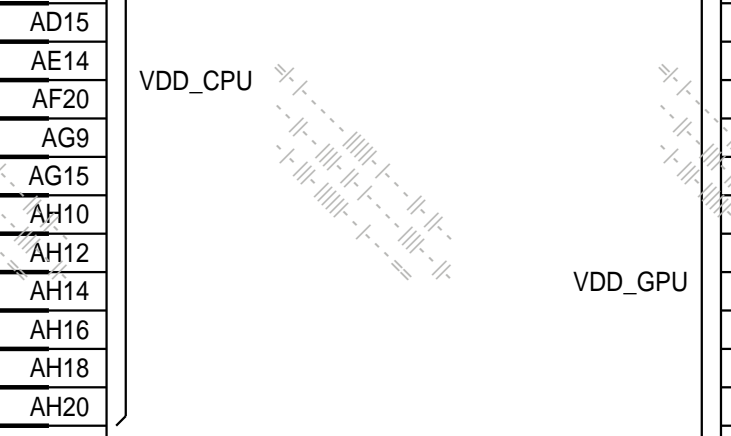 AD15
AE14
VDD_CPU
AF20
AG9
AG15
AH10
AH12
AH14
VDD_GPU
AH16
AH18
AH20